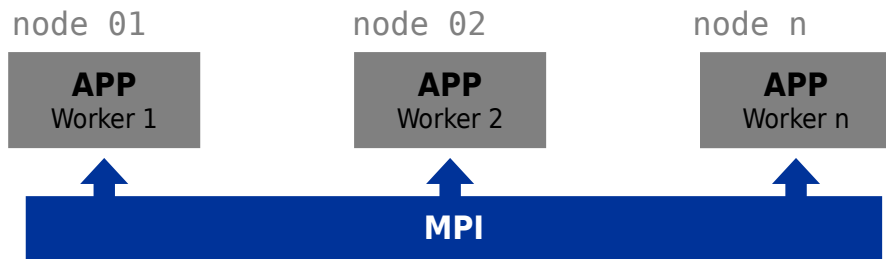 node 01
node 02
node n
APP
Worker 1
APP
Worker 2
APP
Worker n
MPI